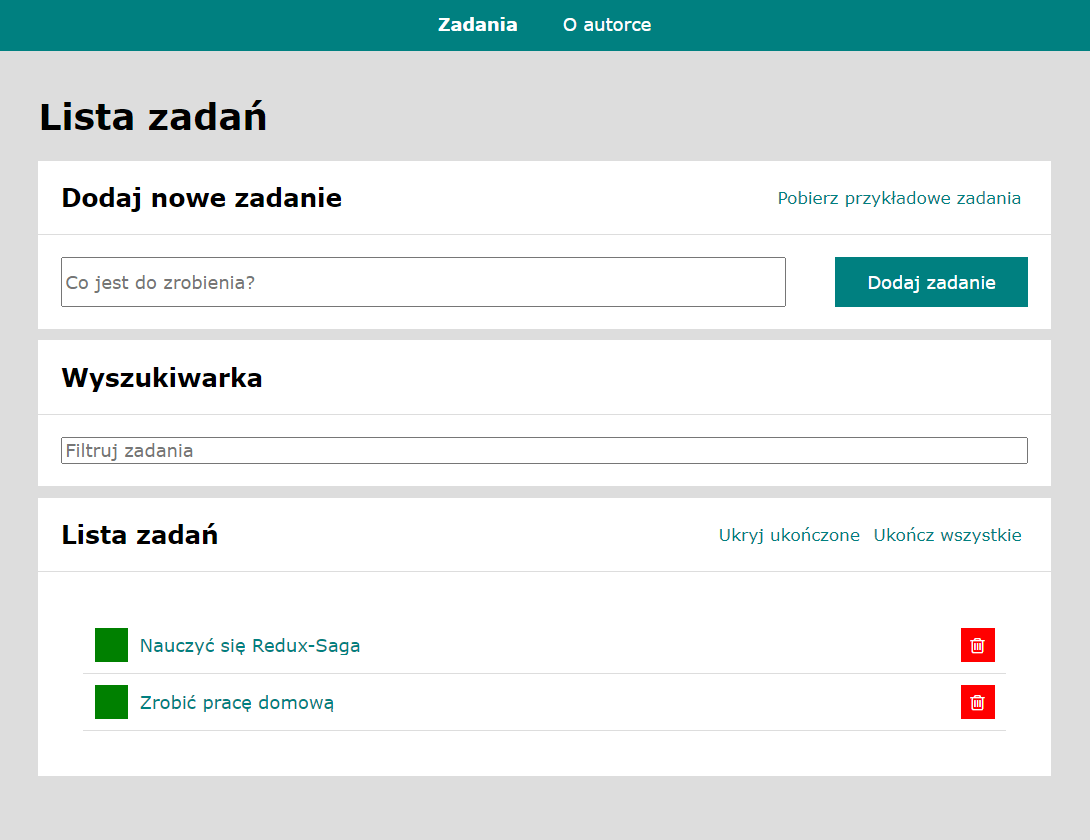 Zadania O autorce
Lista zadań
Dodaj nowe zadanie Pobierz przykładowe zadania
Co jest do zrobienia? Dodaj zadanie
Wyszukiwarka
Filtruj zadania
Lista zadań Ukryj ukończone Ukończ wszystkie
Nauczyć się Redux-Saga
Zrobić pracę domową